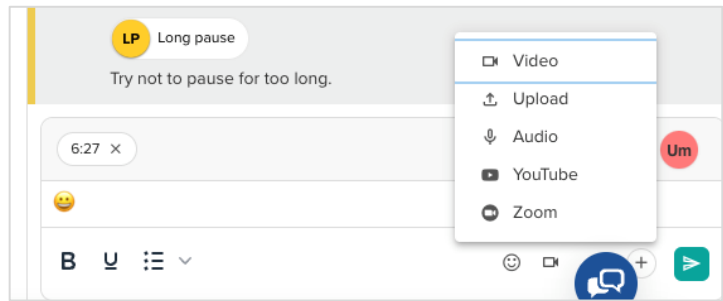 LP Long pause
Try not to pause for too long.
Video
Upload
Audio
YouTube
Zoom
6:27 ×
Um
B U